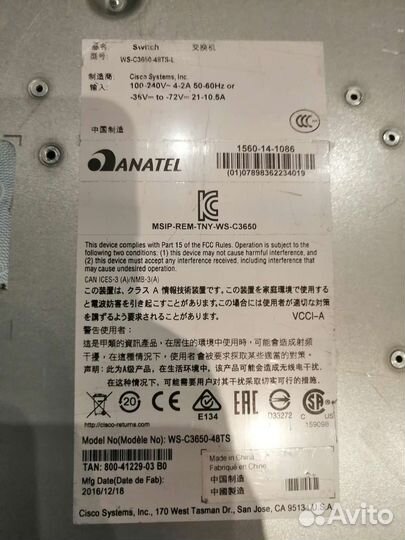 品名: Switch 交换机
型号: WS-C3650-48TS-L
制造商: Cisco Systems, Inc.
输入: 100-240V~ 4-2A 50-60Hz or
-36V⎓ to -72V⎓ 21-10.5A
中国制造
CCC
ANATEL
1560-14-1086
(01)07898362234019
MSIP-REM-TNY-WS-C3650
This device complies with Part 15 of the FCC Rules. Operation is subject to the
following two conditions: (1) This device may not cause harmful interference, and
(2) this device must accept any interference received, including interference that
may cause undesired operation.
CAN ICES-3 (A)/NMB-3(A)
この装置は、クラス A 情報技術装置です。この装置を家庭環境で使用する
と電波妨害を引き起こすことがあります。この場合には使用者が適切な対策
を講ずるよう要求されることがあります。 VCCI-A
警告使用者:
這是甲類的資訊產品,在居住的環境中使用時,可能會造成射頻
干擾,在這種情況下,使用者會被要求採取某些適當的對策。
声明: 此为A级产品,在生活环境中,该产品可能会造成无线电干扰,
在这种情况下,可能需要用户对干扰采取切实可行的措施。
20
E
E134
EAC
D33272
SA
159098
http://cisco-returns.com
Model No(Modèle No): WS-C3650-48TS
TAN: 800-41229-03 B0
Mfg Date(Date de Fab):
2016/12/18
Made in China
Fabriqué en Chine
中国制造
中國製造
Cisco Systems, Inc., 170 West Tasman Dr., San Jose, CA 95134 U.S.A
Avito